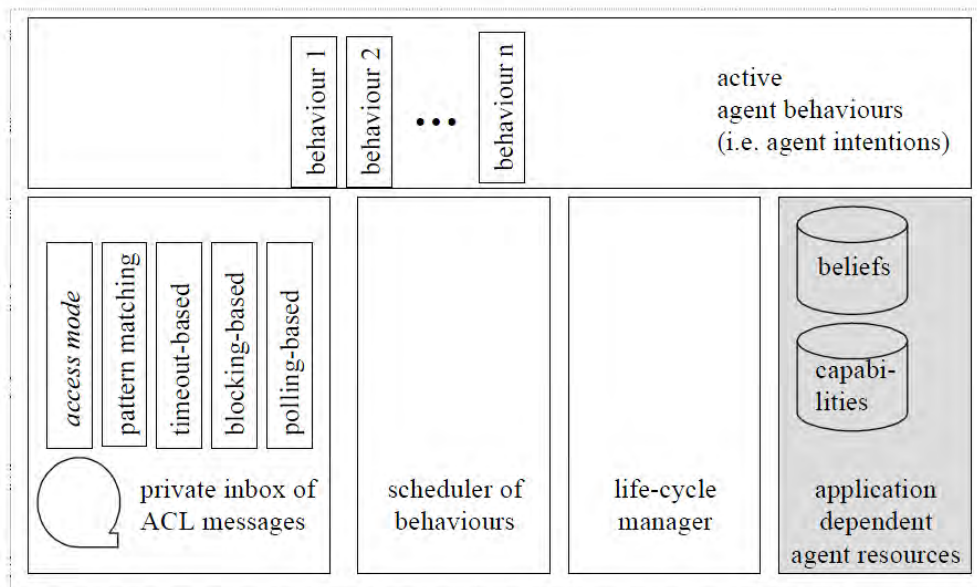 behaviour 1
behaviour 2
•••
behaviour n
active
agent behaviours
(i.e. agent intentions)
access mode
pattern matching
timeout-based
blocking-based
polling-based
private inbox of
ACL messages
scheduler of
behaviours
life-cycle
manager
beliefs
capabi-
lities
application
dependent
agent resources